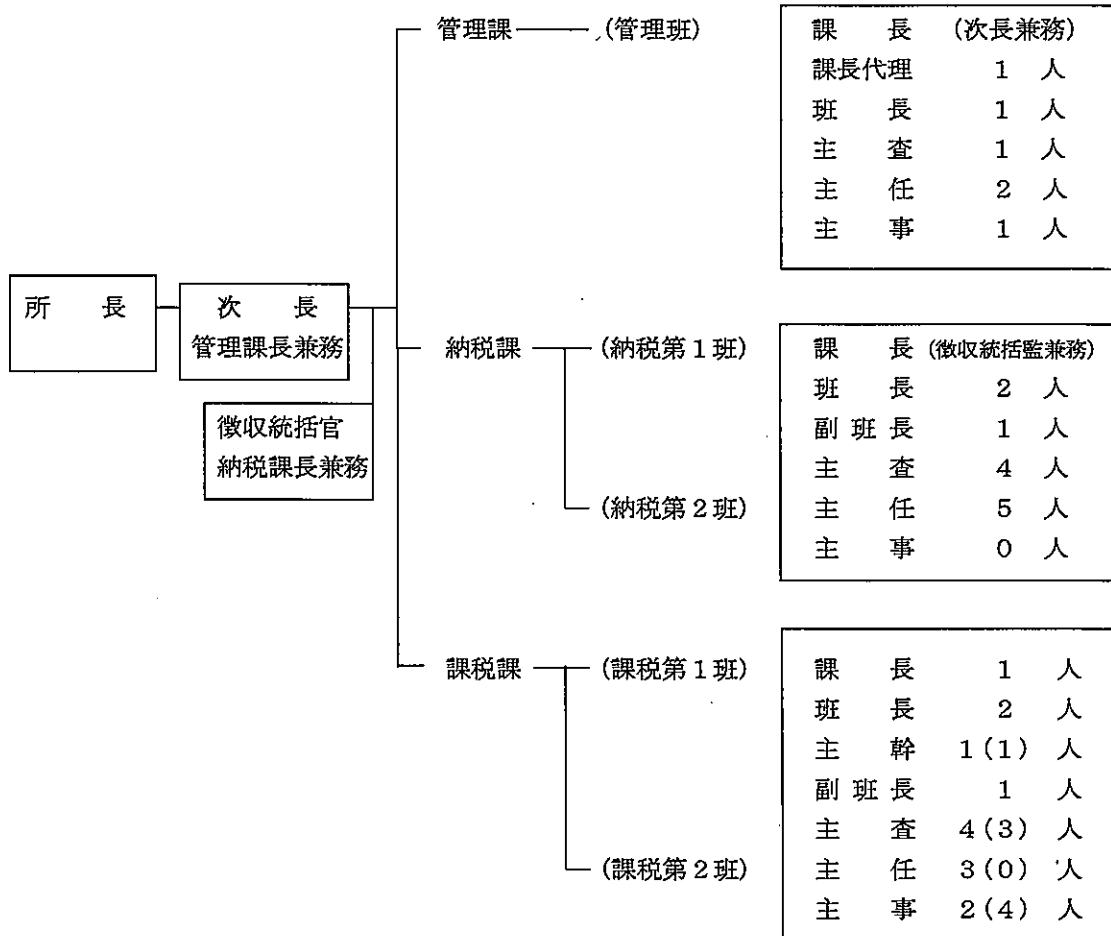 管理課 (管理班)
課長 (次長兼務)
課長代理 1 人
班長 1 人
主査 1 人
主任 2 人
主事 1 人
所長
次長
管理課長兼務
徴収統括官
納税課長兼務
納税課 (納税第1班)
(納税第2班)
課長 (徴収統括監兼務)
班長 2 人
副班長 1 人
主査 4 人
主任 5 人
主事 0 人
課税課 (課税第1班)
(課税第2班)
課長 1 人
班長 2 人
主幹 1(1) 人
副班長 1 人
主査 4(3) 人
主任 3(0) 人
主事 2(4) 人